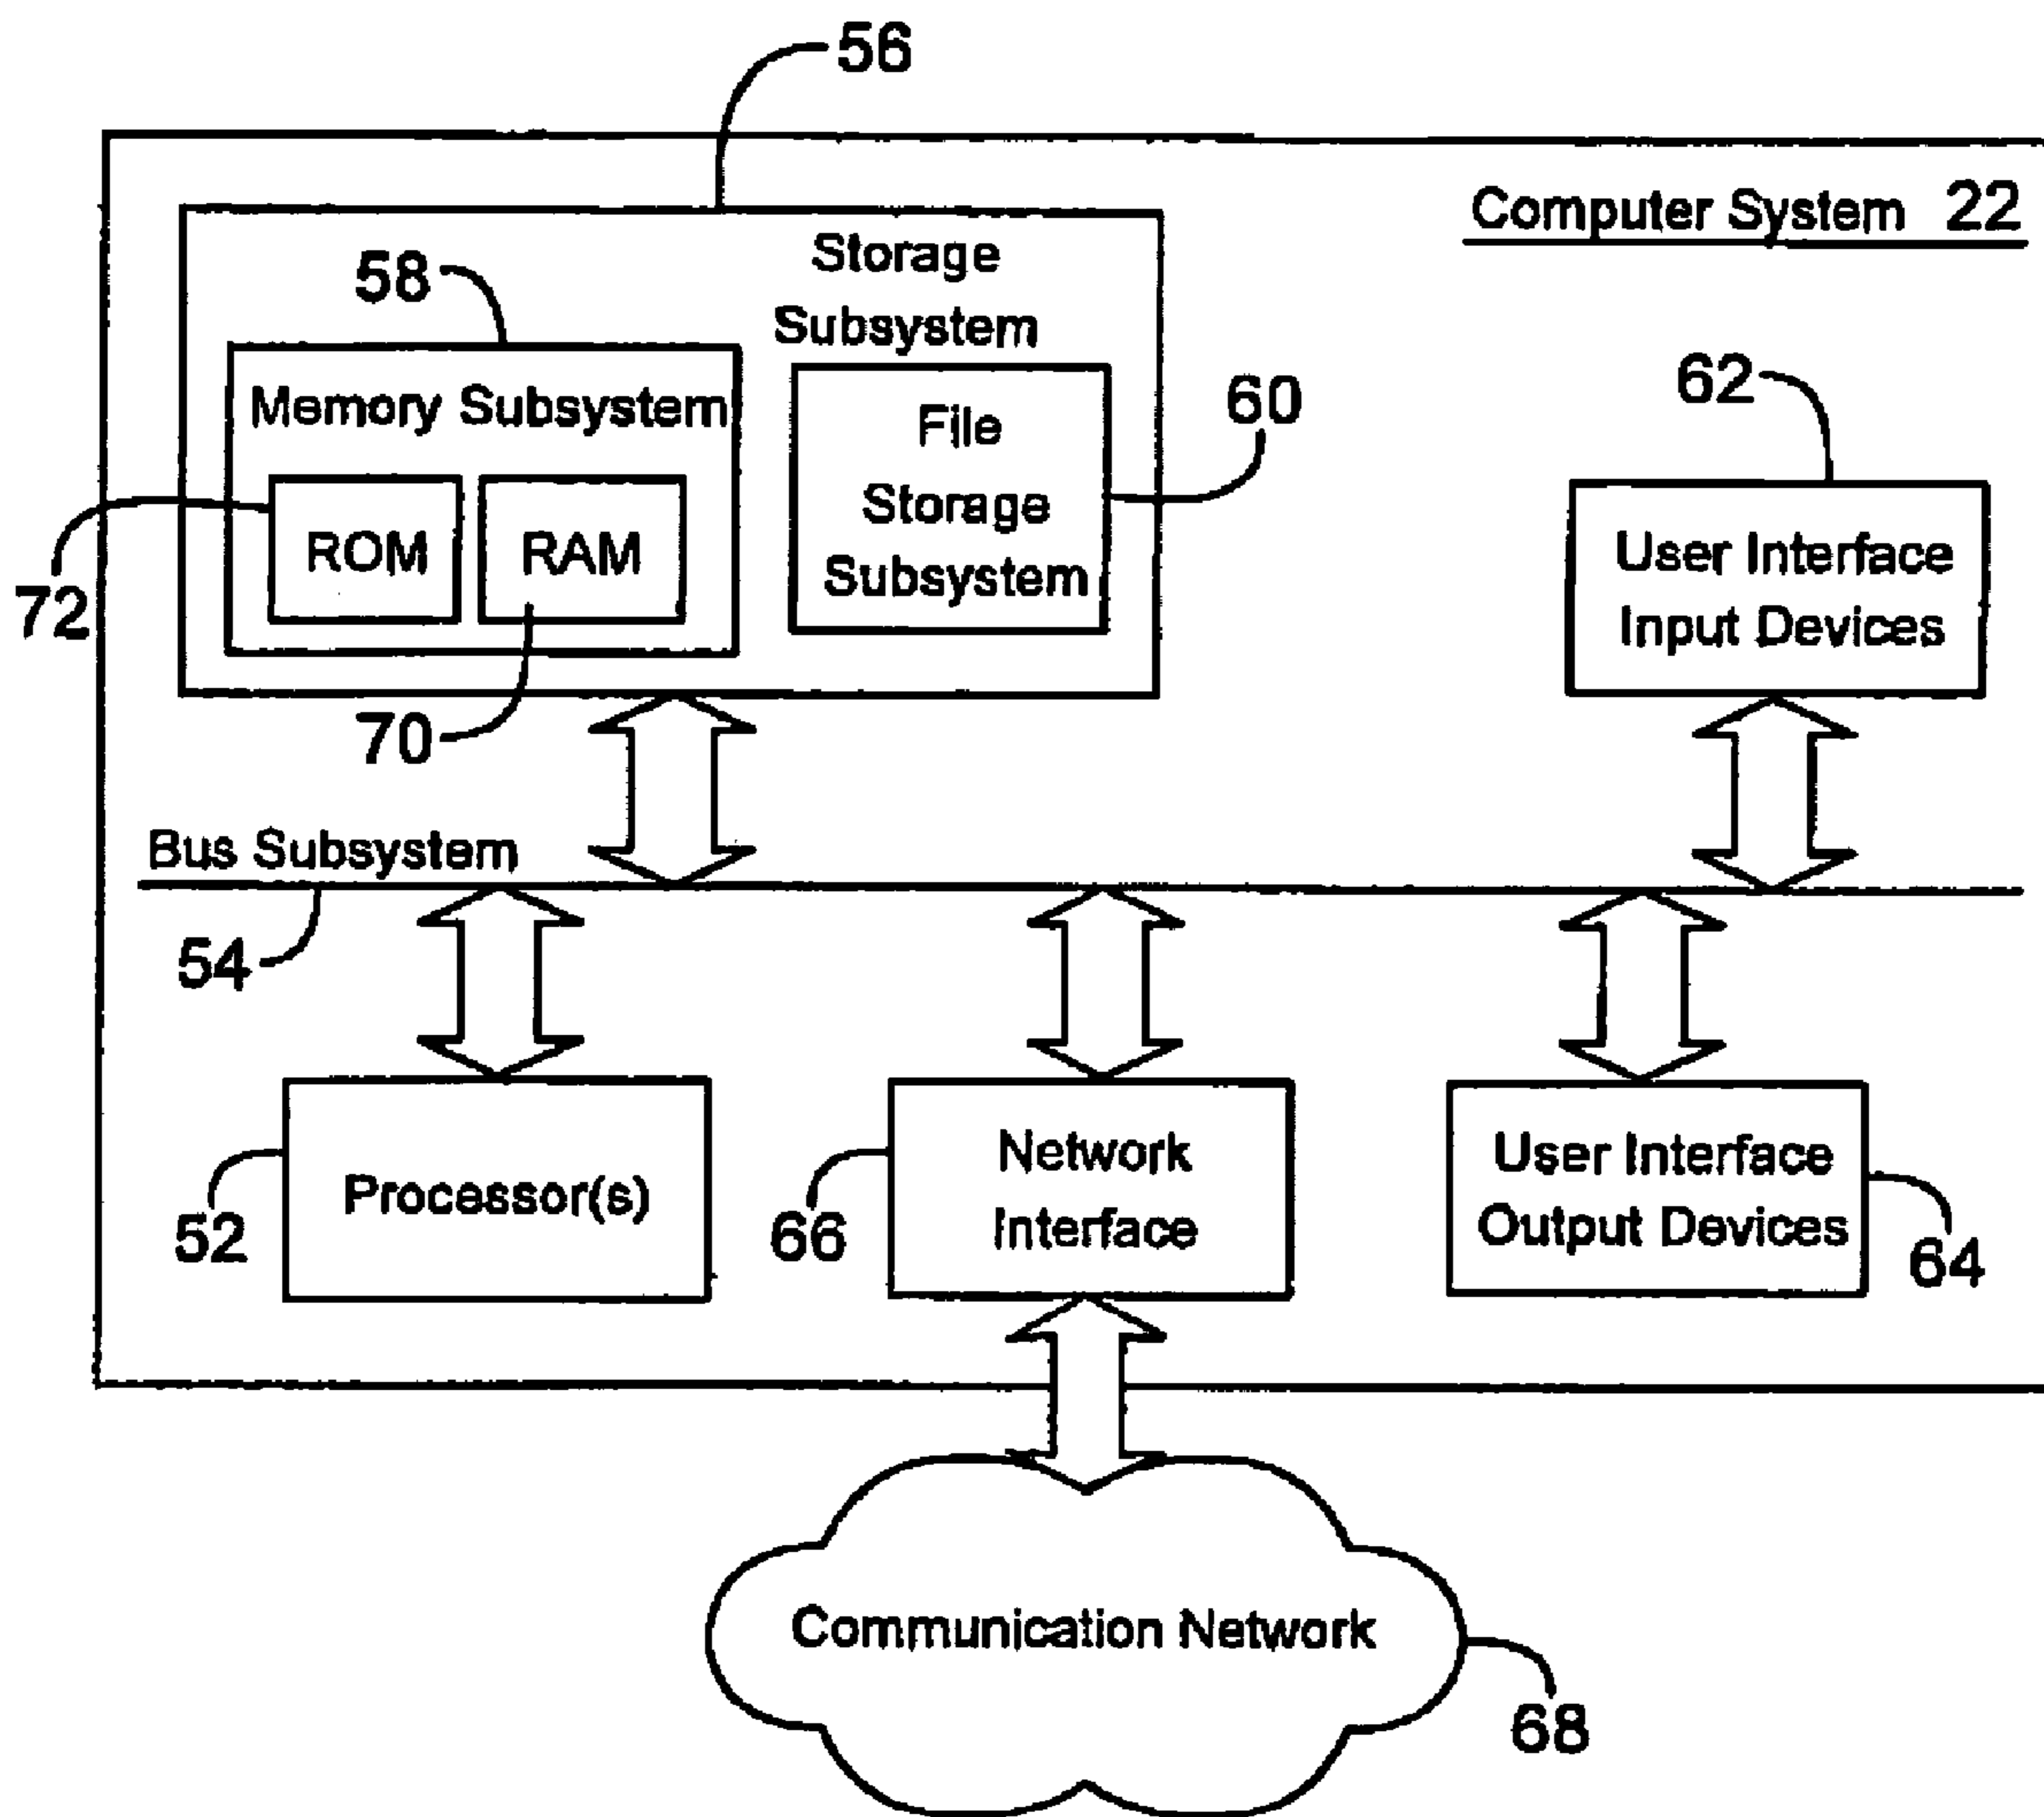 56
Computer System 22
Storage
Subsystem
58
Memory Subsystem
File
Storage
Subsystem
60
62
ROM
RAM
72
User Interface
Input Devices
70
Bus Subsystem
54
Processor(s)
52
Network
Interface
66
User Interface
Output Devices
64
Communication Network
68